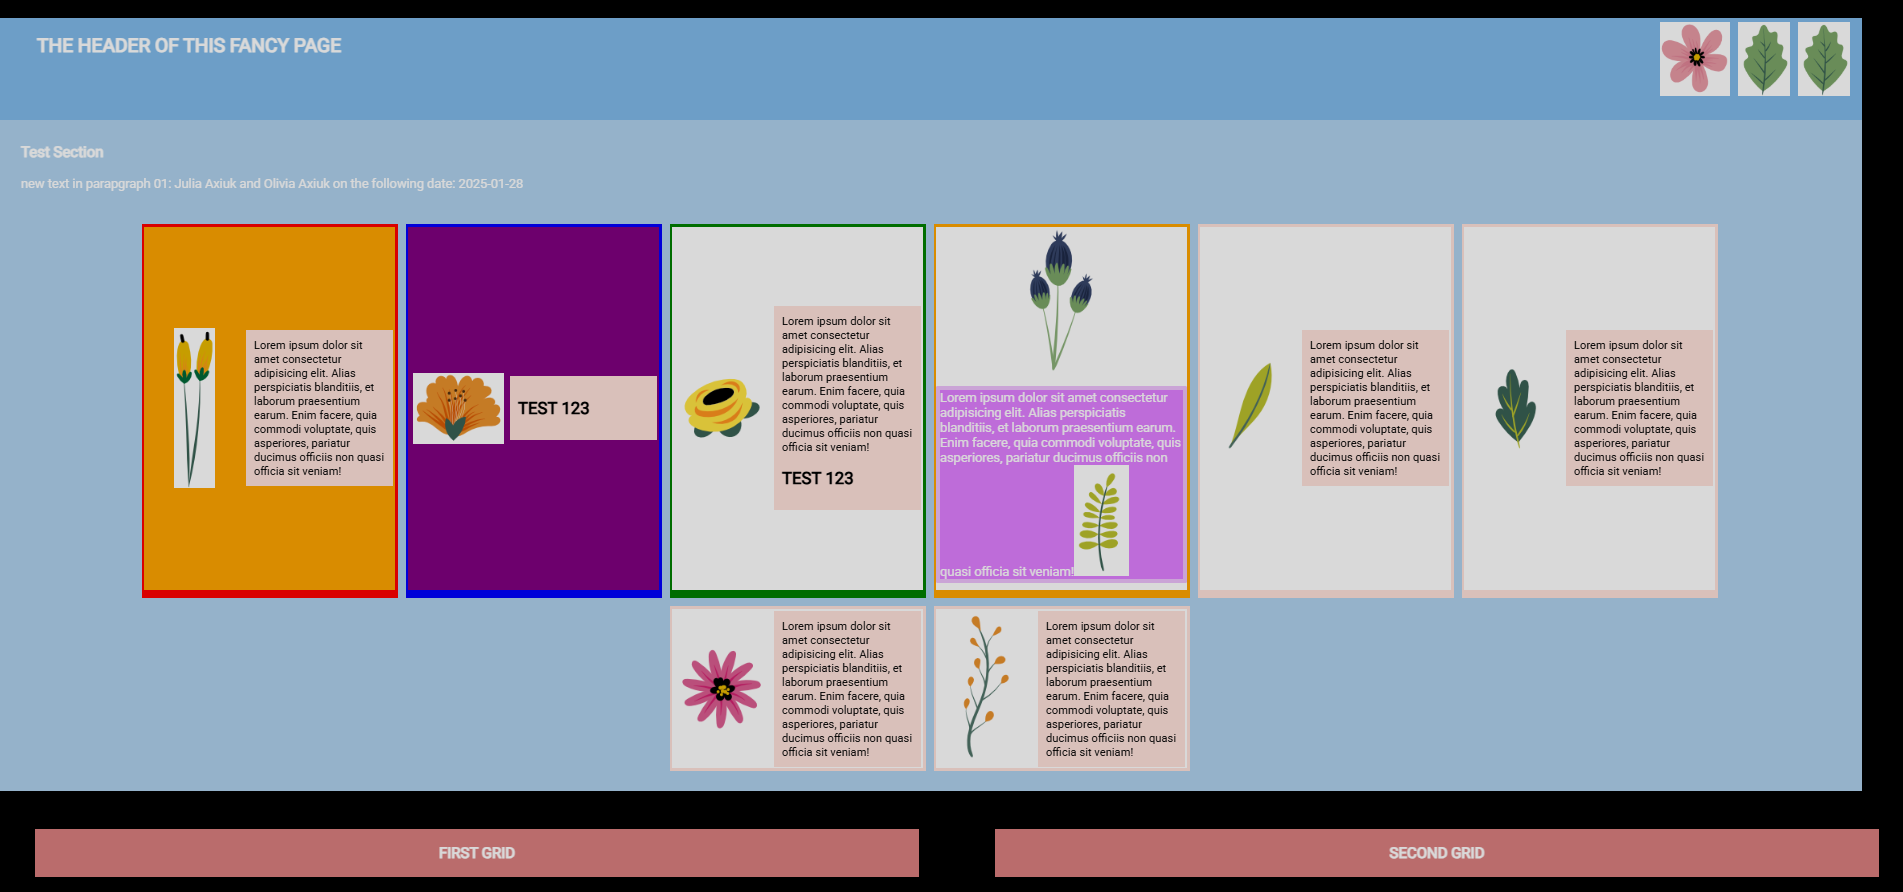 THE HEADER OF THIS FANCY PAGE
Test Section
new text in parapgraph 01: Julia Axiuk and Olivia Axiuk on the following date: 2025-01-28
Lorem ipsum dolor sit
amet consectetur
adipisicing elit. Alias
perspiciatis blanditiis, et
laborum praesentium
earum. Enim facere, quia
commodi voluptate, quis
asperiores, pariatur
ducimus officiis non quasi
officia sit veniam!
TEST 123
Lorem ipsum dolor sit
amet consectetur
adipisicing elit. Alias
perspiciatis blanditiis, et
laborum praesentium
earum. Enim facere, quia
commodi voluptate, quis
asperiores, pariatur
ducimus officiis non quasi
officia sit veniam!
TEST 123
Lorem ipsum dolor sit amet consectetur
adipisicing elit. Alias perspiciatis
blanditiis, et laborum praesentium earum.
Enim facere, quia commodi voluptate, quis
asperiores, pariatur ducimus officiis non
quasi officia sit veniam!
Lorem ipsum dolor sit
amet consectetur
adipisicing elit. Alias
perspiciatis blanditiis, et
laborum praesentium
earum. Enim facere, quia
commodi voluptate, quis
asperiores, pariatur
ducimus officiis non quasi
officia sit veniam!
Lorem ipsum dolor sit
amet consectetur
adipisicing elit. Alias
perspiciatis blanditiis, et
laborum praesentium
earum. Enim facere, quia
commodi voluptate, quis
asperiores, pariatur
ducimus officiis non quasi
officia sit veniam!
Lorem ipsum dolor sit
amet consectetur
adipisicing elit. Alias
perspiciatis blanditiis, et
laborum praesentium
earum. Enim facere, quia
commodi voluptate, quis
asperiores, pariatur
ducimus officiis non quasi
officia sit veniam!
Lorem ipsum dolor sit
amet consectetur
adipisicing elit. Alias
perspiciatis blanditiis, et
laborum praesentium
earum. Enim facere, quia
commodi voluptate, quis
asperiores, pariatur
ducimus officiis non quasi
officia sit veniam!
FIRST GRID
SECOND GRID